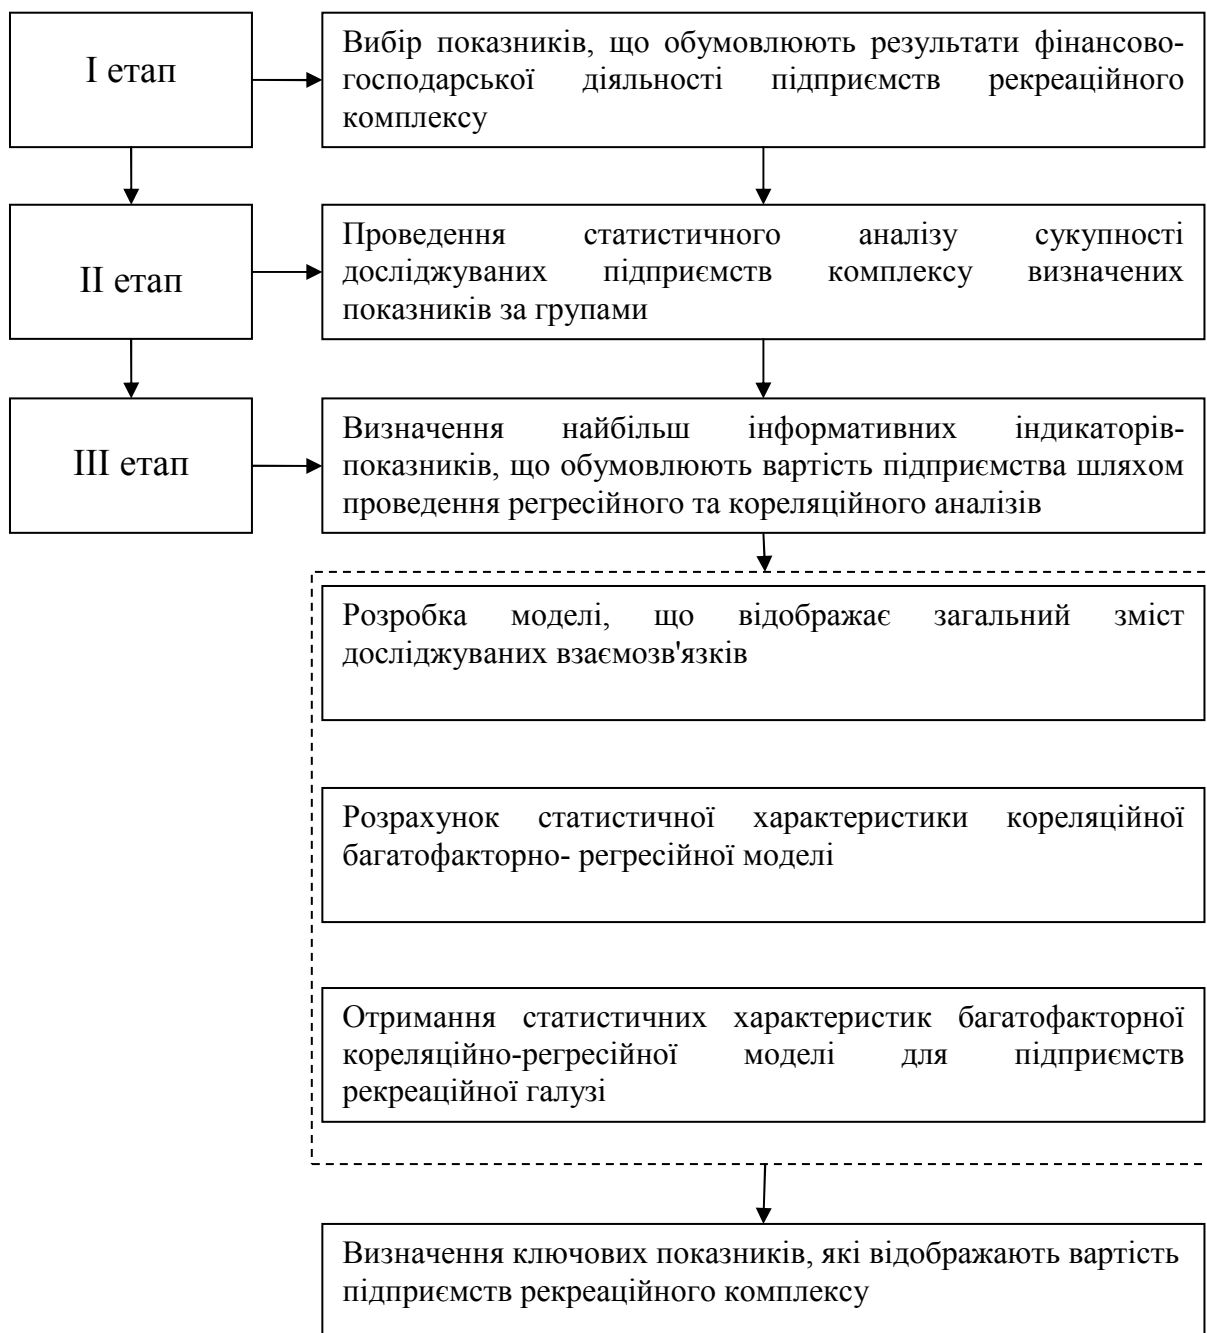 І етап
Вибір показників, що обумовлюють результати фінансово-
господарської діяльності підприємств рекреаційного
комплексу
ІІ етап
Проведення статистичного аналізу сукупності
досліджуваних підприємств комплексу визначених
показників за групами
ІІІ етап
Визначення найбільш інформативних індикаторів-
показників, що обумовлюють вартість підприємства шляхом
проведення регресійного та кореляційного аналізів
Розробка моделі, що відображає загальний зміст
досліджуваних взаємозв'язків
Розрахунок статистичної характеристики кореляційної
багатофакторно- регресійної моделі
Отримання статистичних характеристик багатофакторної
кореляційно-регресійної моделі для підприємств
рекреаційної галузі
Визначення ключових показників, які відображають вартість
підприємств рекреаційного комплексу